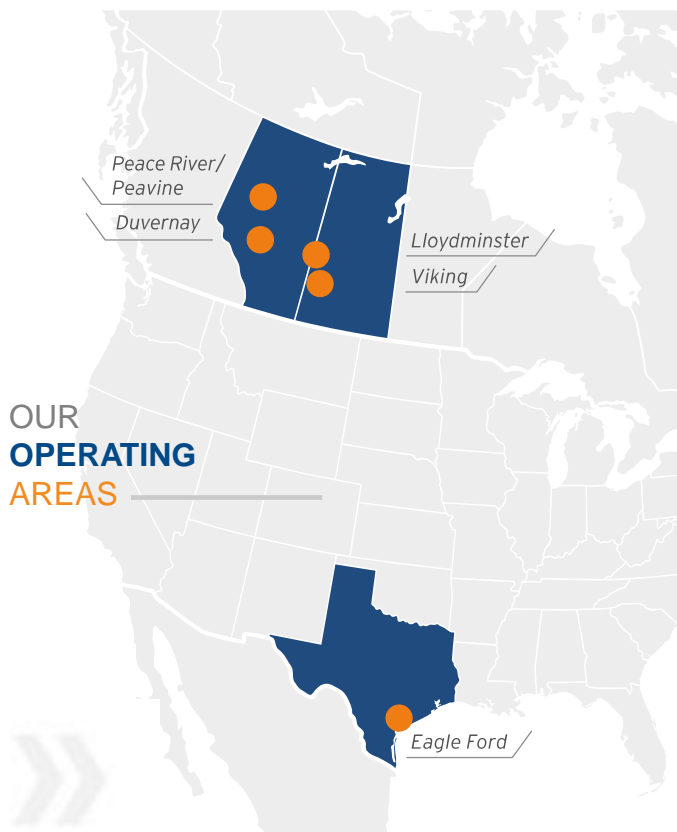 Peace River/
Peavine
Duvernay
Lloydminster
Viking
OUR
OPERATING
AREAS
Eagle Ford